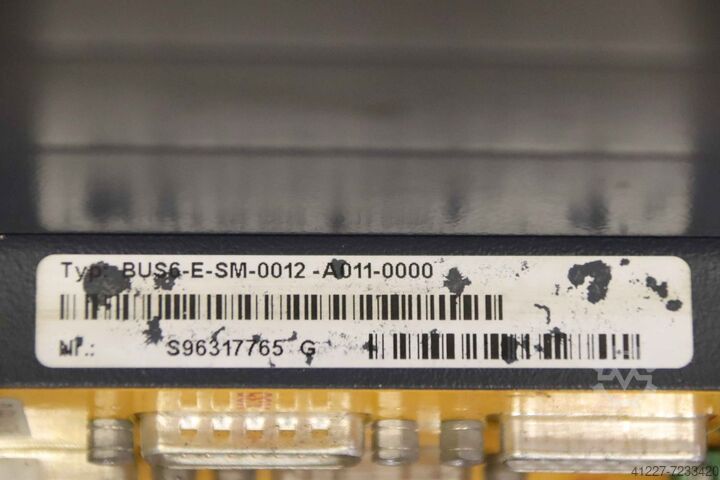 Typ: BUS6-E-SM-0012 -A011-0000
Nr.: S96317765 G
41227-7233420